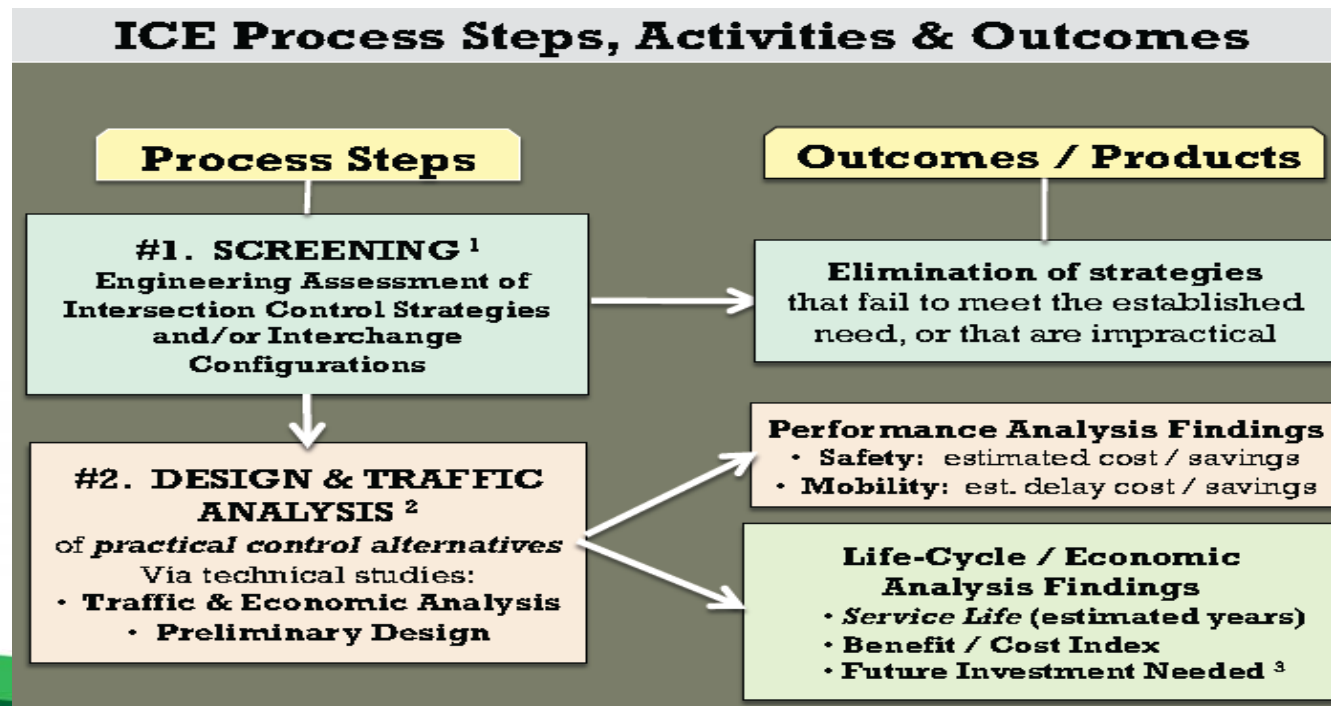 ICE Process Steps, Activities & Outcomes
Process Steps
#1. SCREENING ¹
Engineering Assessment of
Intersection Control Strategies
and/or Interchange
Configurations
#2. DESIGN & TRAFFIC
ANALYSIS ²
of practical control alternatives
Via technical studies:
• Traffic & Economic Analysis
• Preliminary Design
Outcomes / Products
Elimination of strategies
that fail to meet the established
need, or that are impractical
Performance Analysis Findings
• Safety: estimated cost / savings
• Mobility: est. delay cost / savings
Life-Cycle / Economic
Analysis Findings
• Service Life (estimated years)
• Benefit / Cost Index
• Future Investment Needed ³